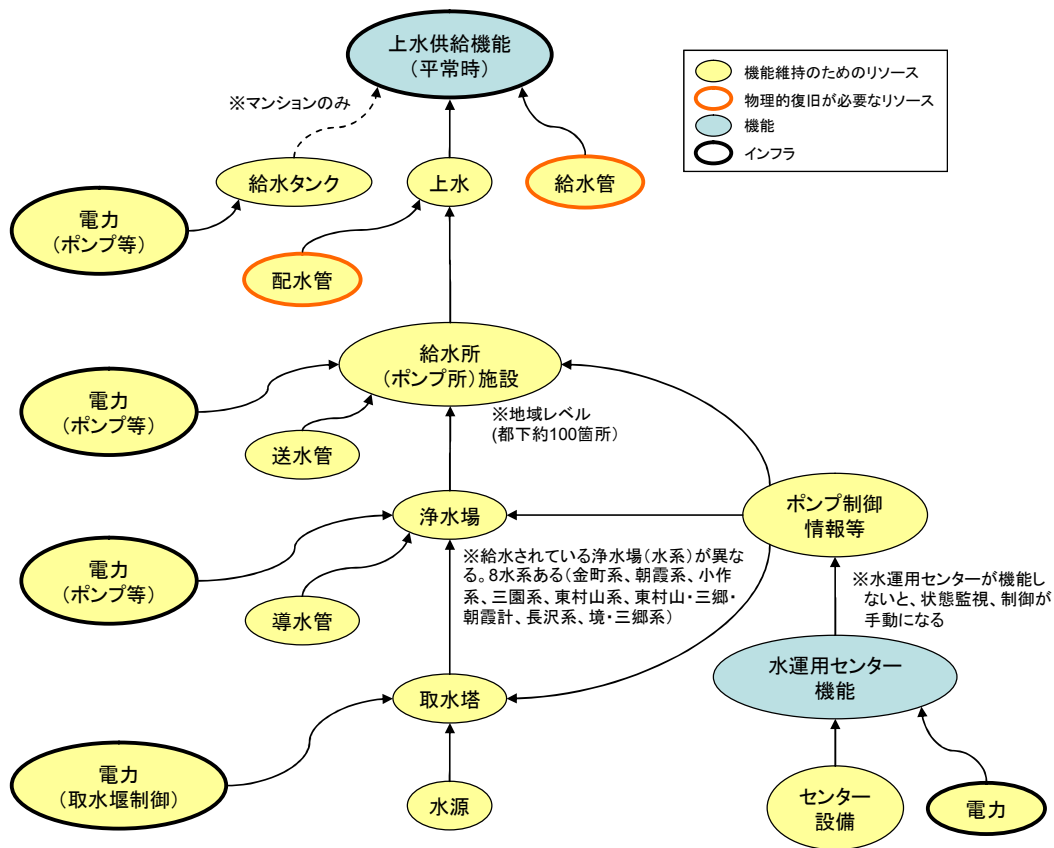 上水供給機能
（平常時）
機能維持のためのリソース
物理的復旧が必要なリソース
機能
インフラ
※マンションのみ
給水タンク
上水
給水管
電力
（ポンプ等）
配水管
給水所
（ポンプ所）施設
電力
（ポンプ等）
※地域レベル
(都下約100箇所）
送水管
浄水場
ポンプ制御
情報等
電力
（ポンプ等）
※給水されている浄水場（水系）が異な
る。8水系ある（金町系、朝霞系、小作
系、三園系、東村山系、東村山・三郷・
朝霞計、長沢系、境・三郷系）
導水管
※水運用センターが機能し
ないと、状態監視、制御が
手動になる
水運用センター
機能
取水塔
電力
（取水堰制御）
水源
センター
設備
電力